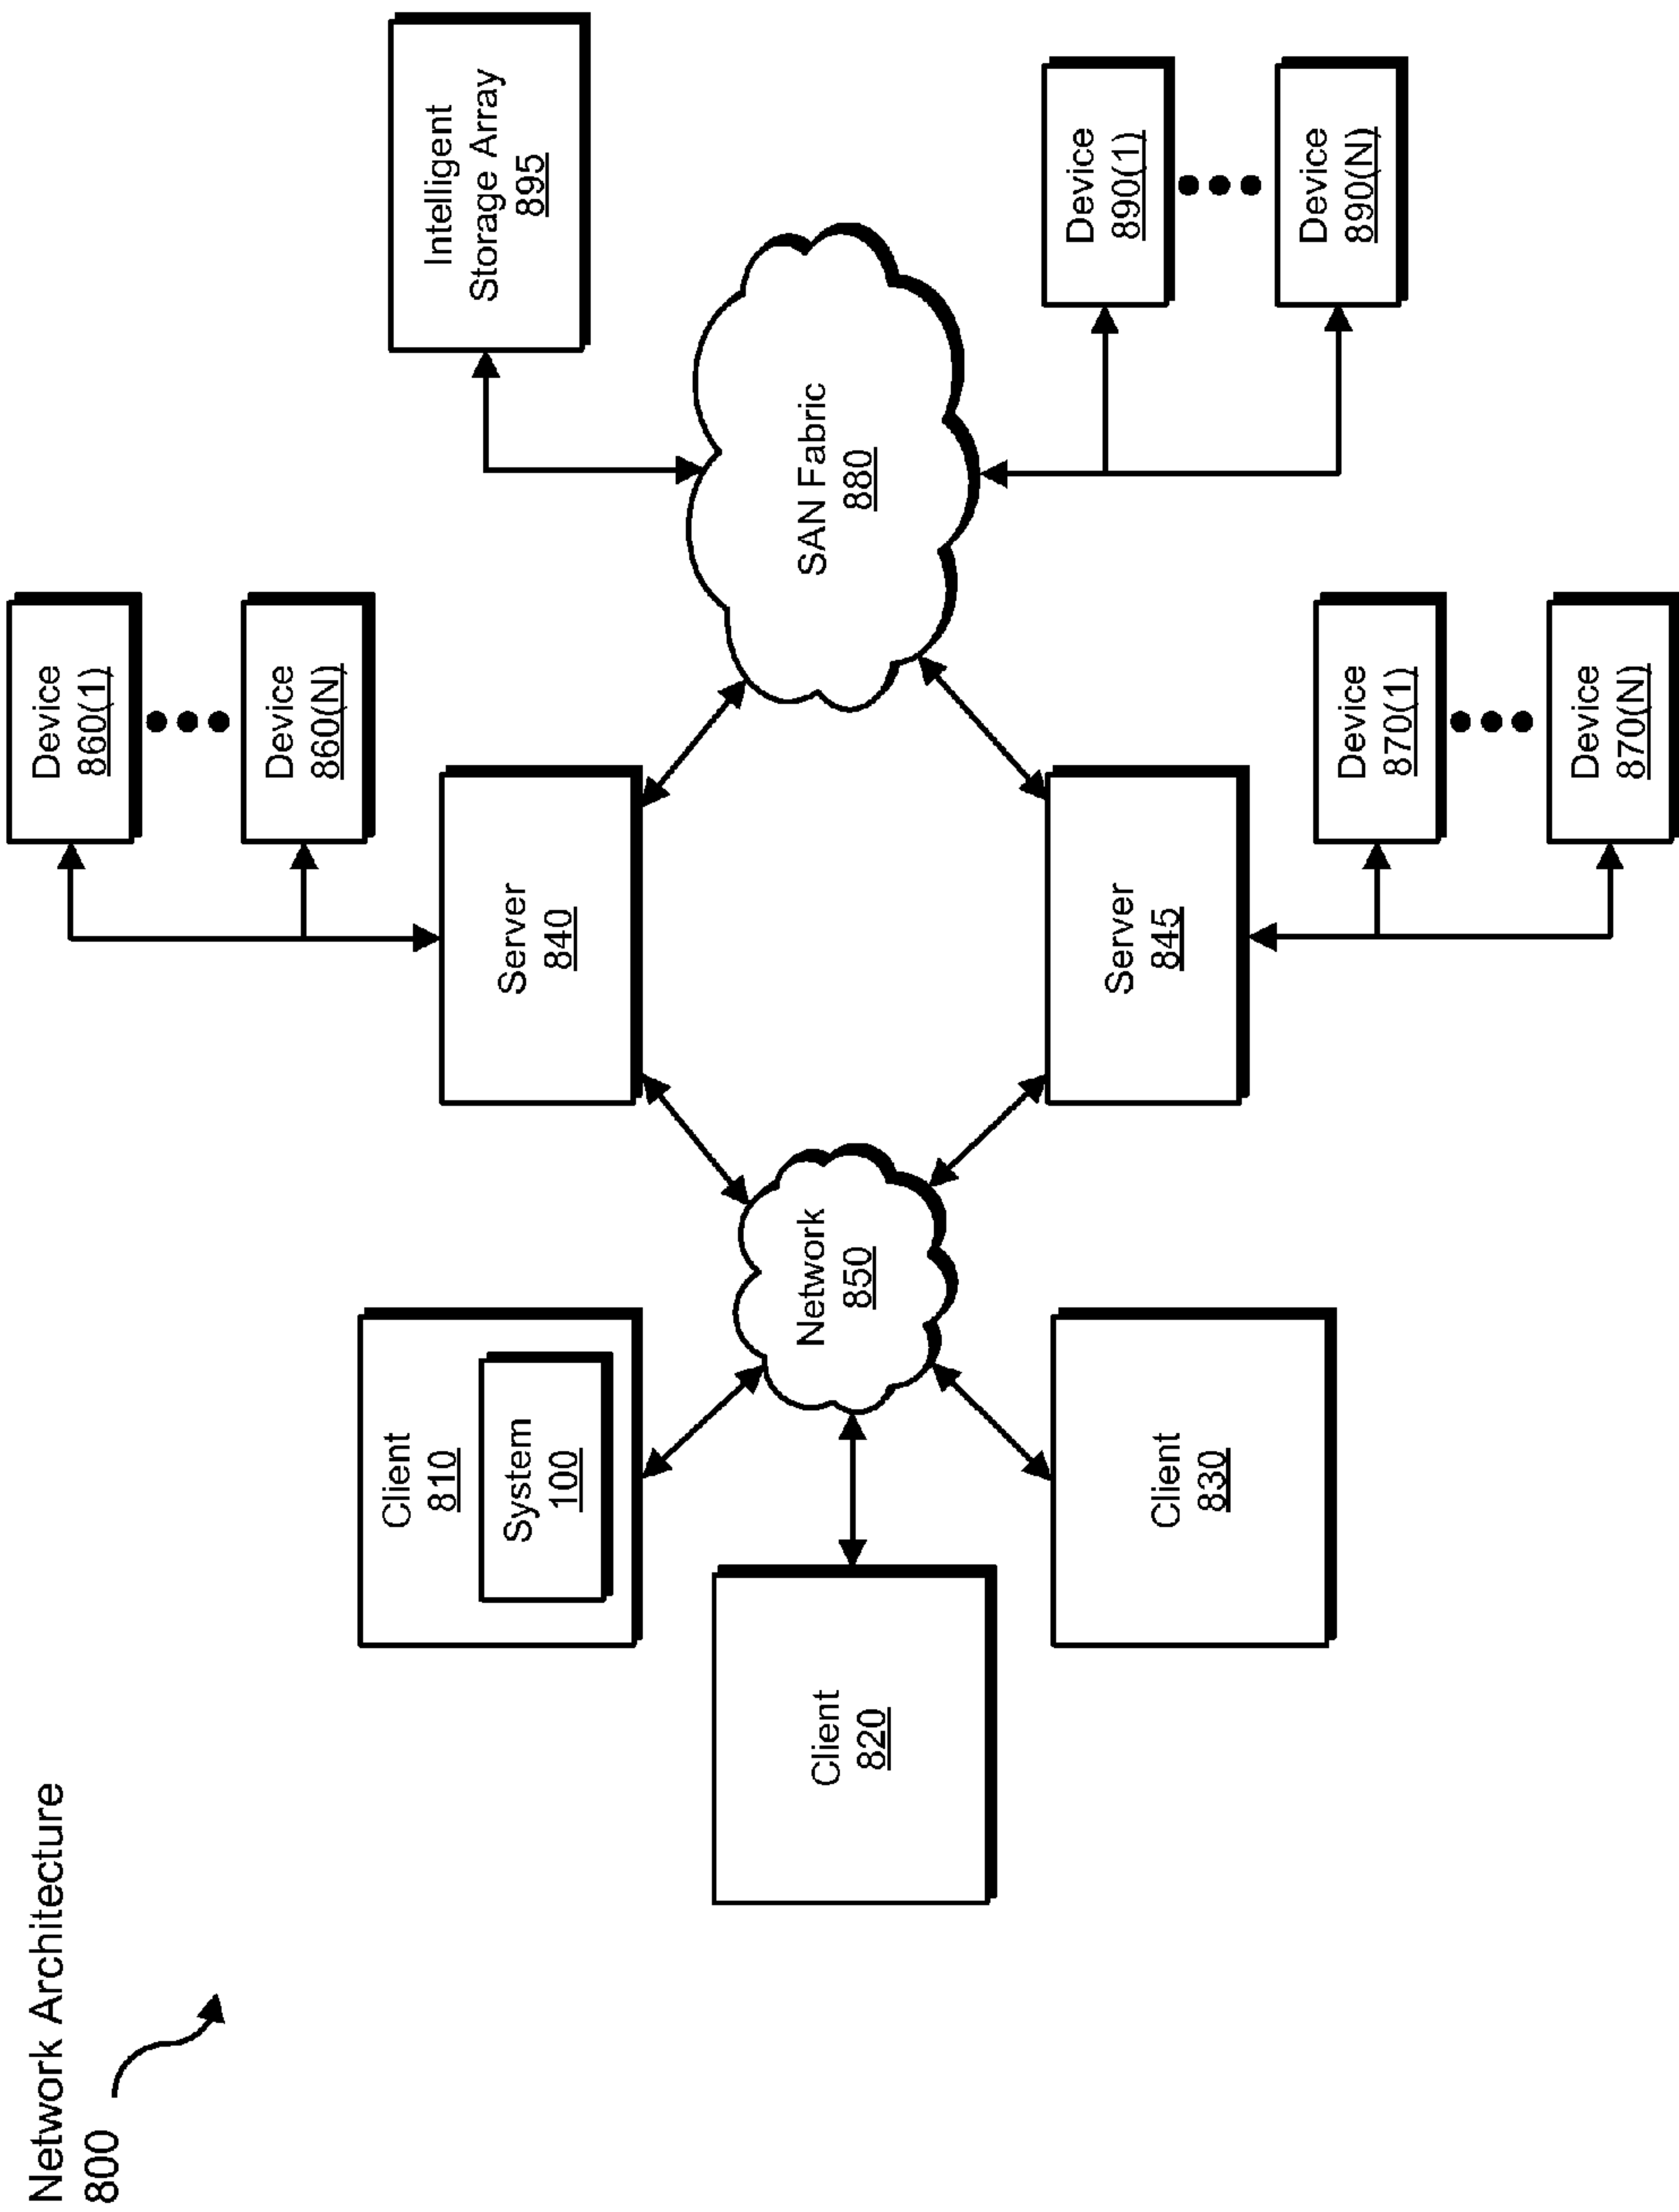 Network Architecture
800
Client
810
System
100
Client
820
Client
830
Network
850
Server
840
Server
845
Device
860(1)
Device
860(N)
Device
870(1)
Device
870(N)
SAN Fabric
880
Intelligent
Storage Array
895
Device
890(1)
Device
890(N)